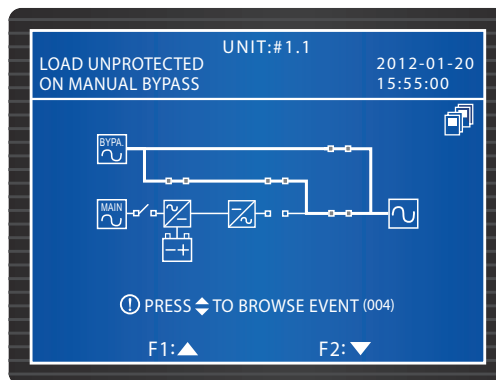 UNIT:#1.1
LOAD UNPROTECTED
ON MANUAL BYPASS
2012-01-20
15:55:00
BYPA.
MAIN
PRESS TO BROWSE EVENT (004)
F1: F2: